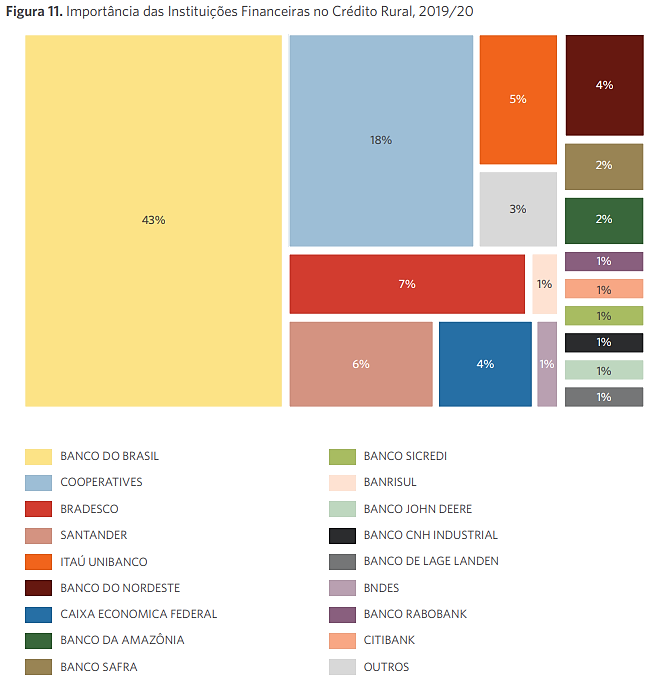 Figura 11. Importância das Instituições Financeiras no Crédito Rural, 2019/20
43%
18%
5%
3%
4%
2%
2%
7%
1%
6%
4%
1%
1%
1%
1%
1%
1%
1%
BANCO DO BRASIL
COOPERATIVES
BRADESCO
SANTANDER
ITAÚ UNIBANCO
BANCO DO NORDESTE
CAIXA ECONOMICA FEDERAL
BANCO DA AMAZÔNIA
BANCO SAFRA
BANCO SICREDI
BANRISUL
BANCO JOHN DEERE
BANCO CNH INDUSTRIAL
BANCO DE LAGE LANDEN
BNDES
BANCO RABOBANK
CITIBANK
OUTROS